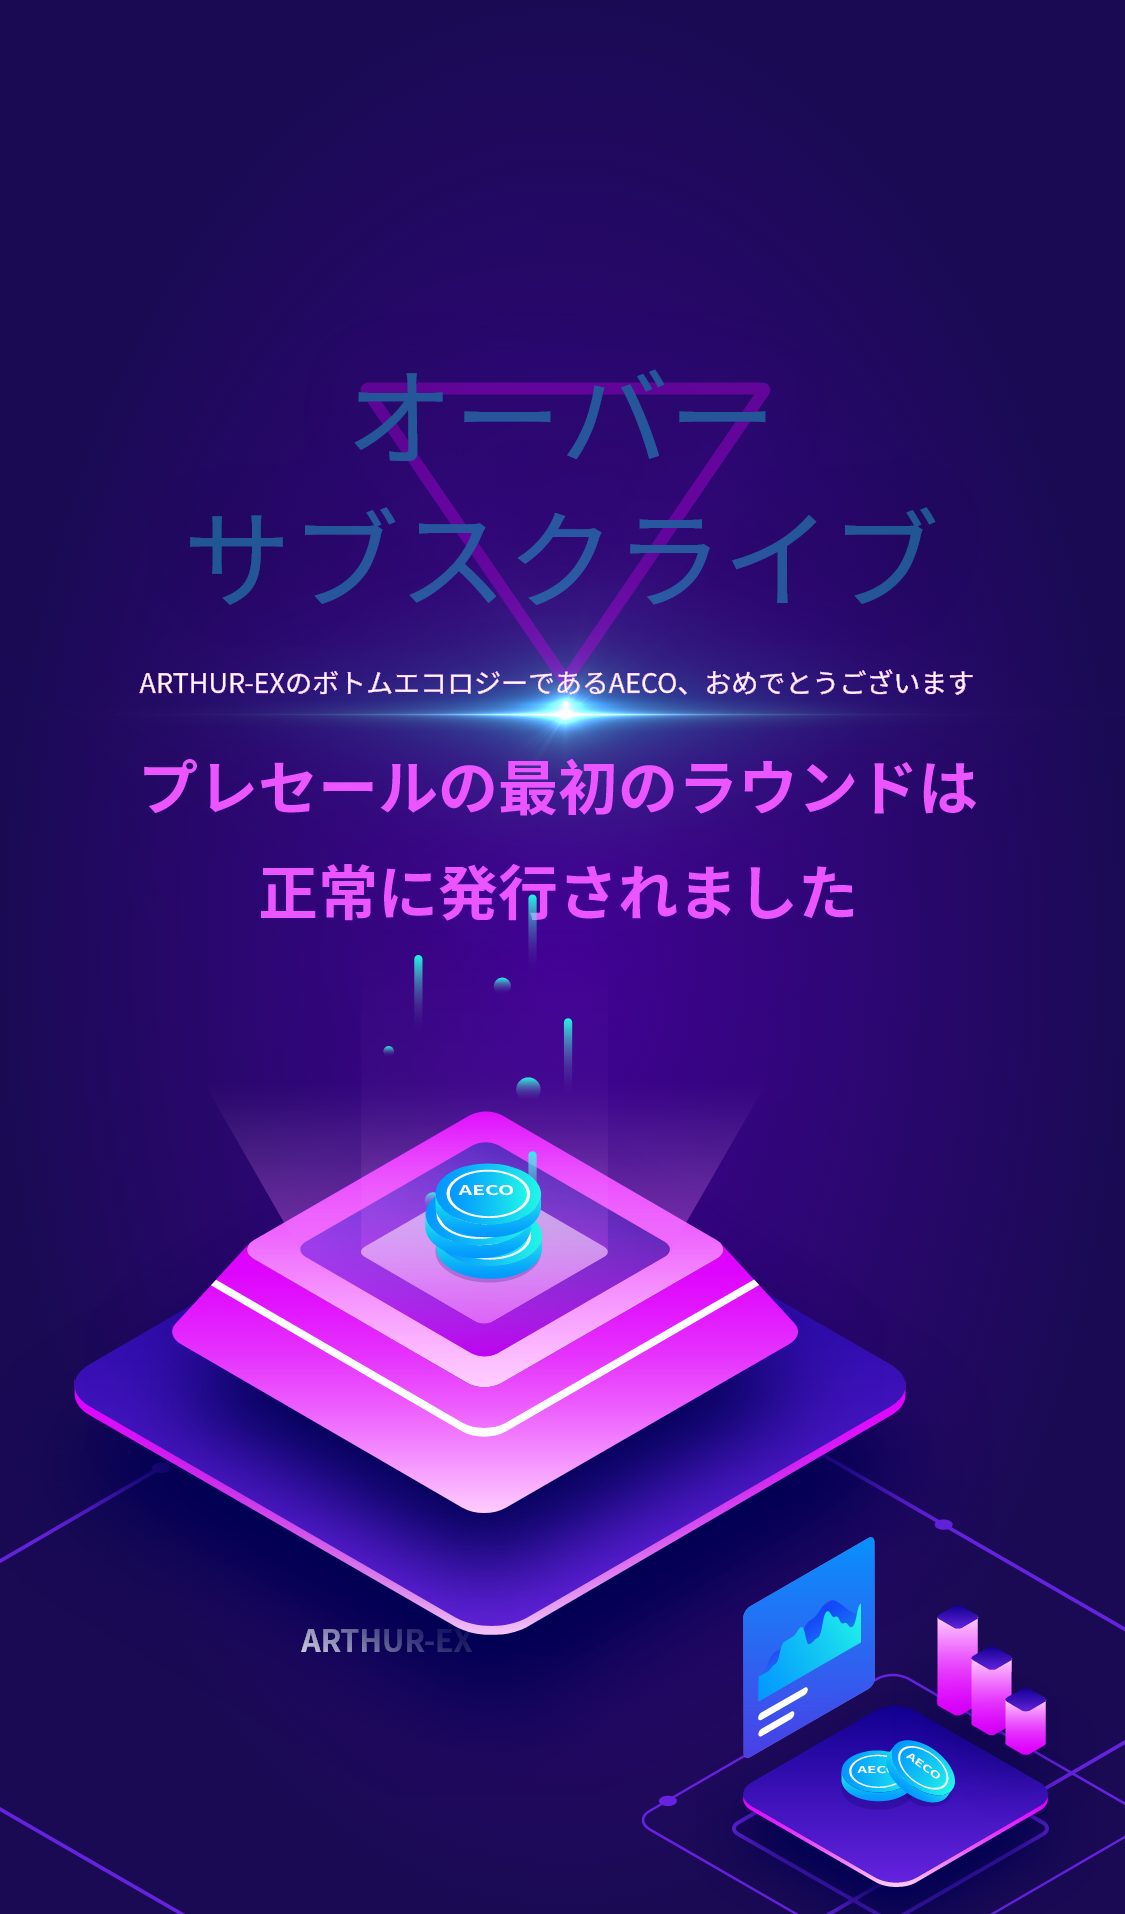 オーバー
サブスクライブ
ARTHUR-EXのボトムエコロジーであるAECO、おめでとうございます
プレセールの最初のラウンドは
正常に発行されました
AECO
ARTHUR-EX
AECO
AECO